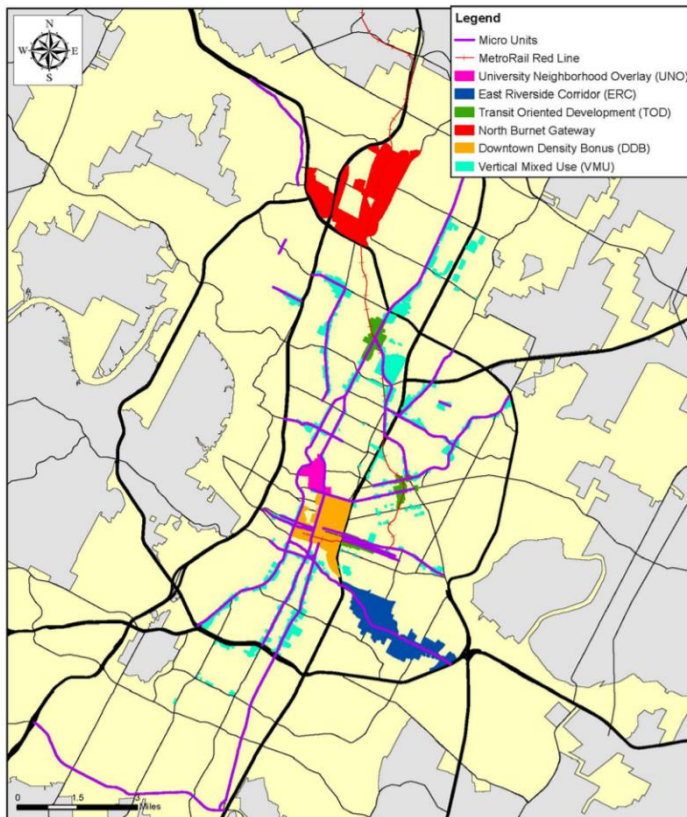 N
W E
S
Legend
Micro Units
MetroRail Red Line
University Neighborhood Overlay (UNO)
East Riverside Corridor (ERC)
Transit Oriented Development (TOD)
North Burnet Gateway
Downtown Density Bonus (DDB)
Vertical Mixed Use (VMU)
0 1.5 3
Miles